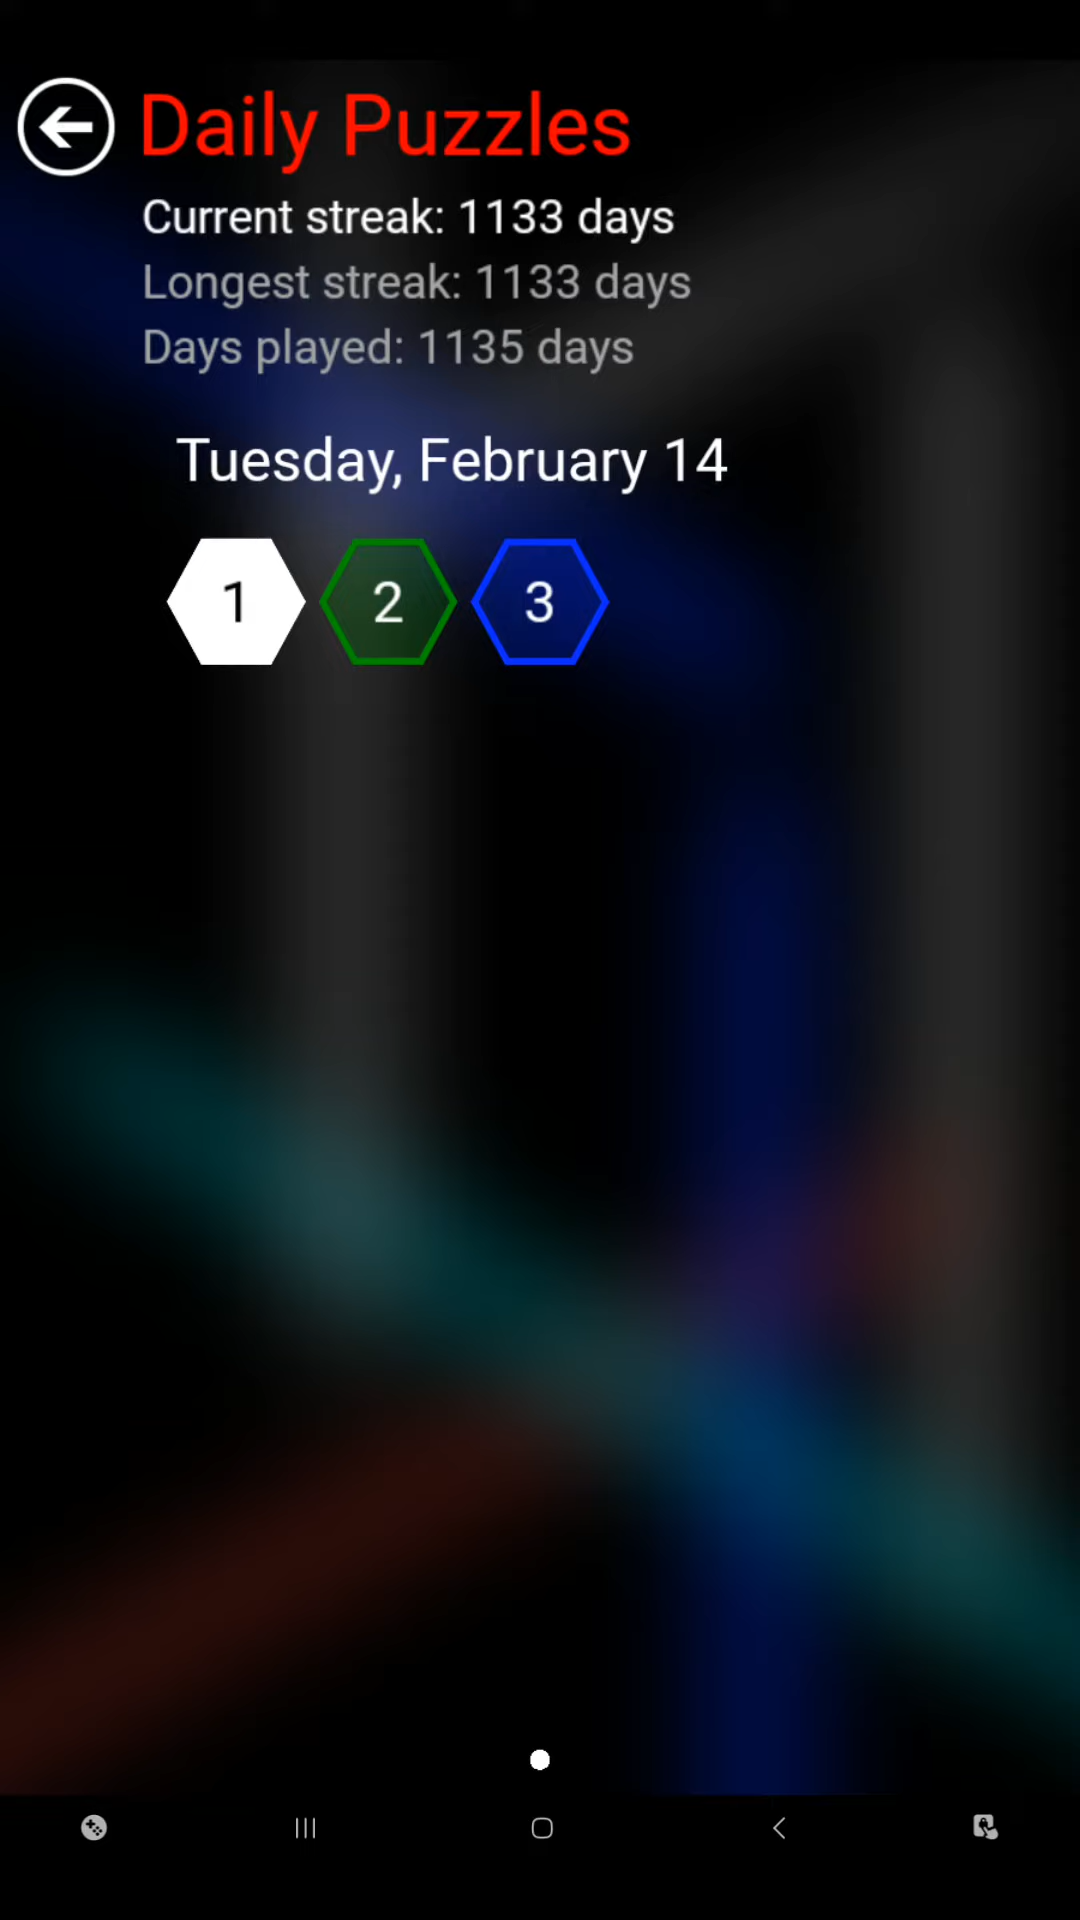 Daily Puzzles
Current streak: 1133 days
Longest streak: 1133 days
Days played: 1135 days
Tuesday, February 14
1 2 3